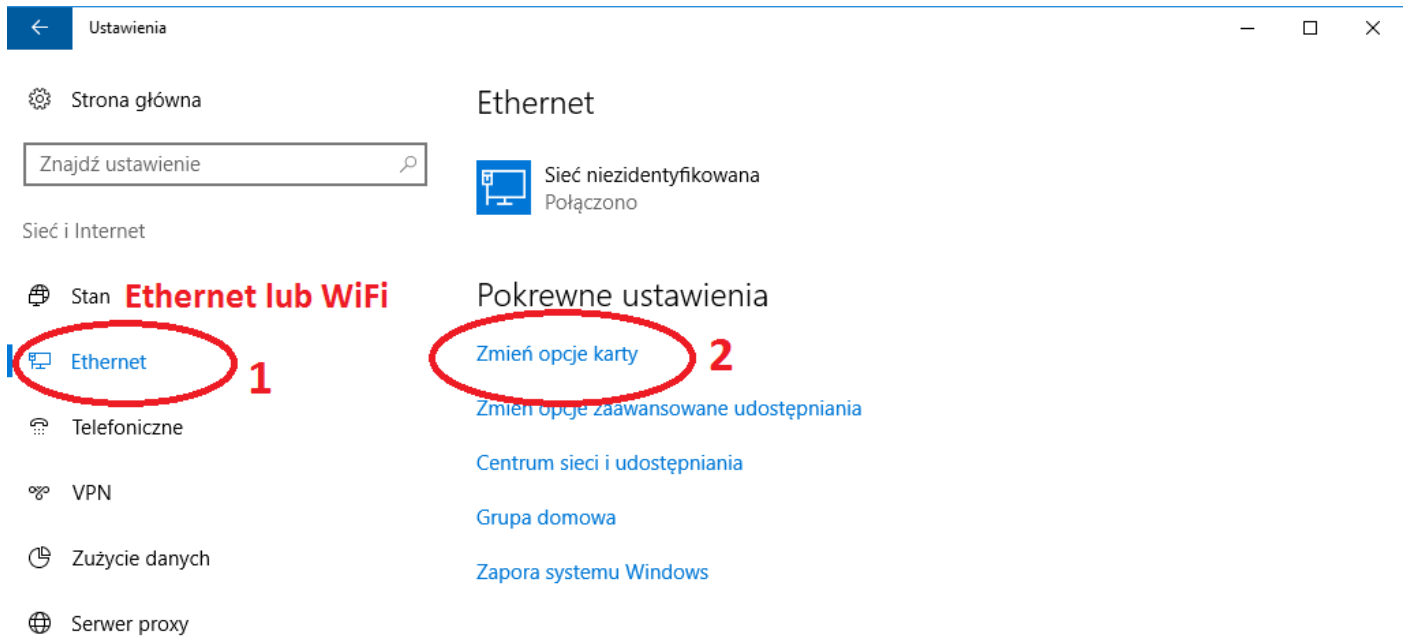 Ustawienia
Strona główna
Znajdź ustawienie
Sieć i Internet
Stan Ethernet lub WiFi
Ethernet 1
Telefoniczne
VPN
Zużycie danych
Serwer proxy
Ethernet
Sieć niezidentyfikowana
Połączono
Pokrewne ustawienia
Zmień opcje karty 2
Zmień opcje zaawansowane udostępniania
Centrum sieci i udostępniania
Grupa domowa
Zapora systemu Windows